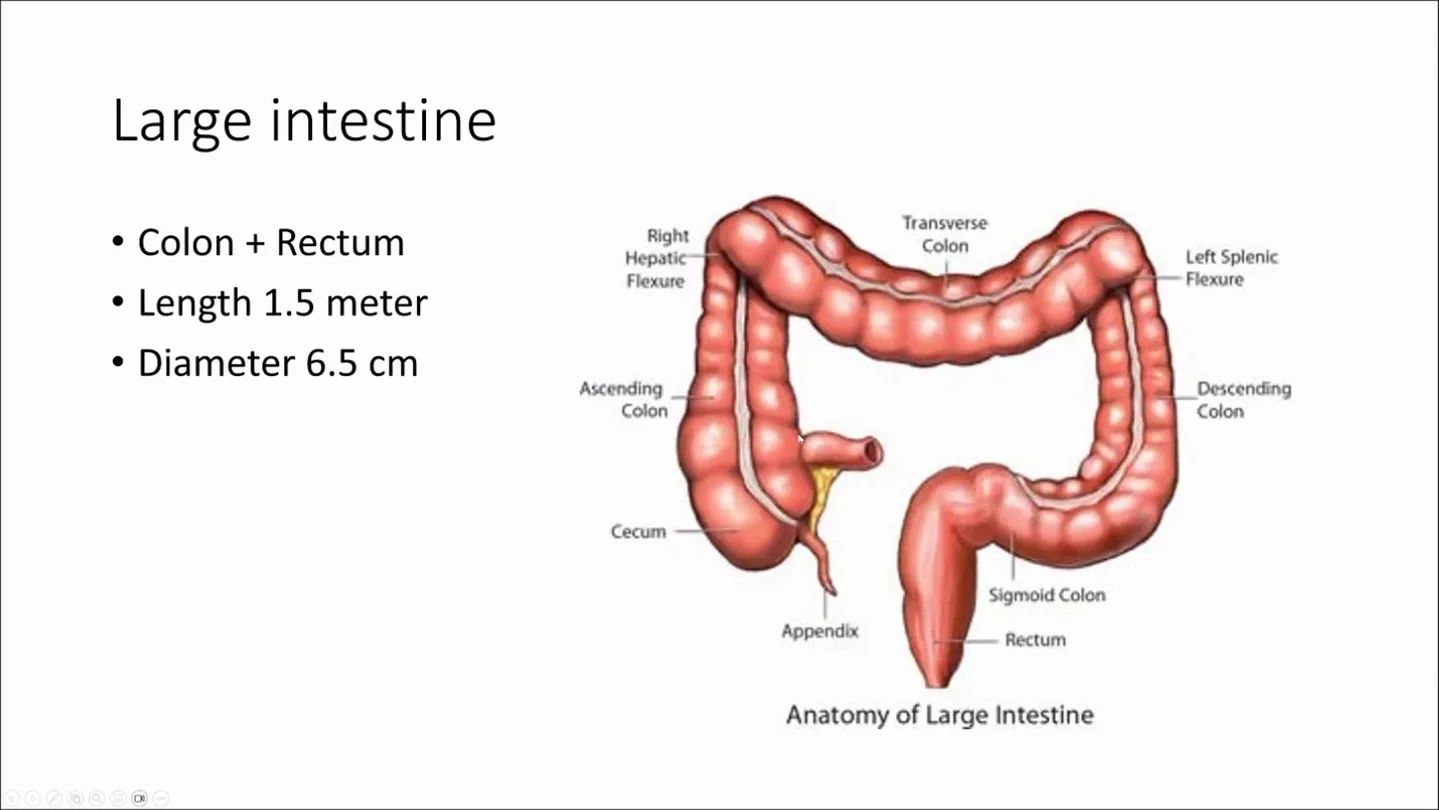 Large intestine
• Colon + Rectum
• Length 1.5 meter
• Diameter 6.5 cm
Right
Hepatic
Flexure
Transverse
Colon
Left Splenic
Flexure
Ascending
Colon
Descending
Colon
Cecum
Appendix
Sigmoid Colon
Rectum
Anatomy of Large Intestine